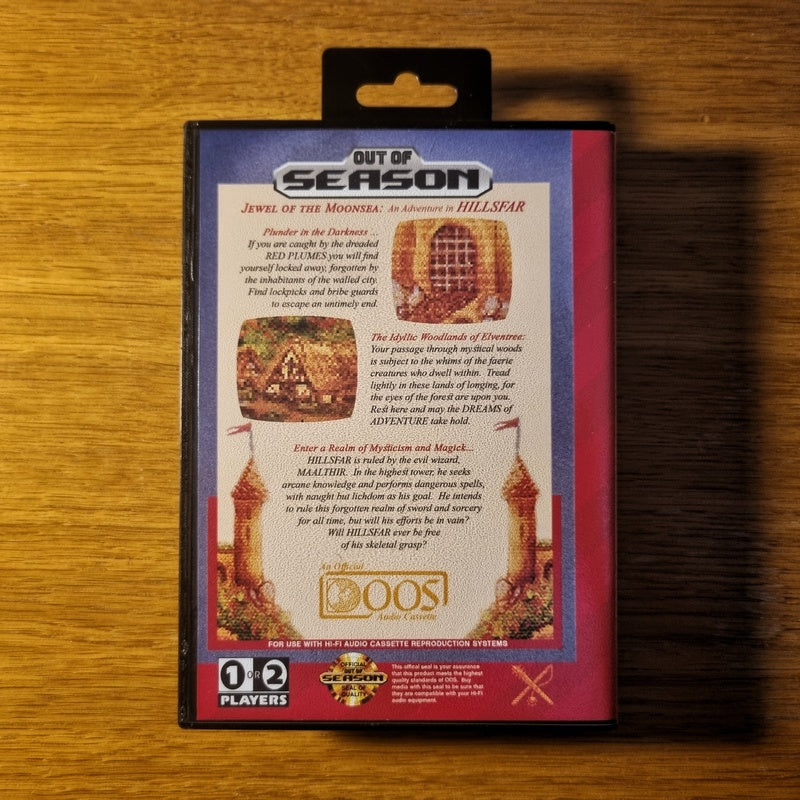 OUT OF
SEASON
JEWEL OF THE MOONSEA: An Adventure in HILLSFAR
Plunder in the Darkness ...
If you are caught by the dreaded
RED PLUMES you will find
yourself locked away, forgotten by
the inhabitants of the walled city.
Find lockpicks and bribe guards
to escape an untimely end.
The Idyllic Woodlands of Elventree:
Your passage through mystical woods
is subject to the whims of the faerie
creatures who dwell within. Tread
lightly in these lands of longing, for
the eyes of the forest are upon you.
Rest here and may the DREAMS of
ADVENTURE take hold.
Enter a Realm of Mysticism and Magick...
HILLSFAR is ruled by the evil wizard,
MAALTHIR. In the highest tower, he seeks
arcane knowledge and performs dangerous spells,
with naught but lichdom as his goal. He intends
to rule this forgotten realm of sword and sorcery
for all time, but will his efforts be in vain?
Will HILLSFAR ever be free
of his skeletal grasp?
An Official
OOS
Audio Cassette
FOR USE WITH HI-FI AUDIO CASSETTE REPRODUCTION SYSTEMS
1 OR 2
PLAYERS
OFFICIAL
OUT OF
SEASON
SEAL OF
QUALITY
This official seal is your assurance
that this product meets the highest
quality standards of OOS. Buy
media with this seal to be sure that
they are compatible with your Hi-Fi
audio equipment.